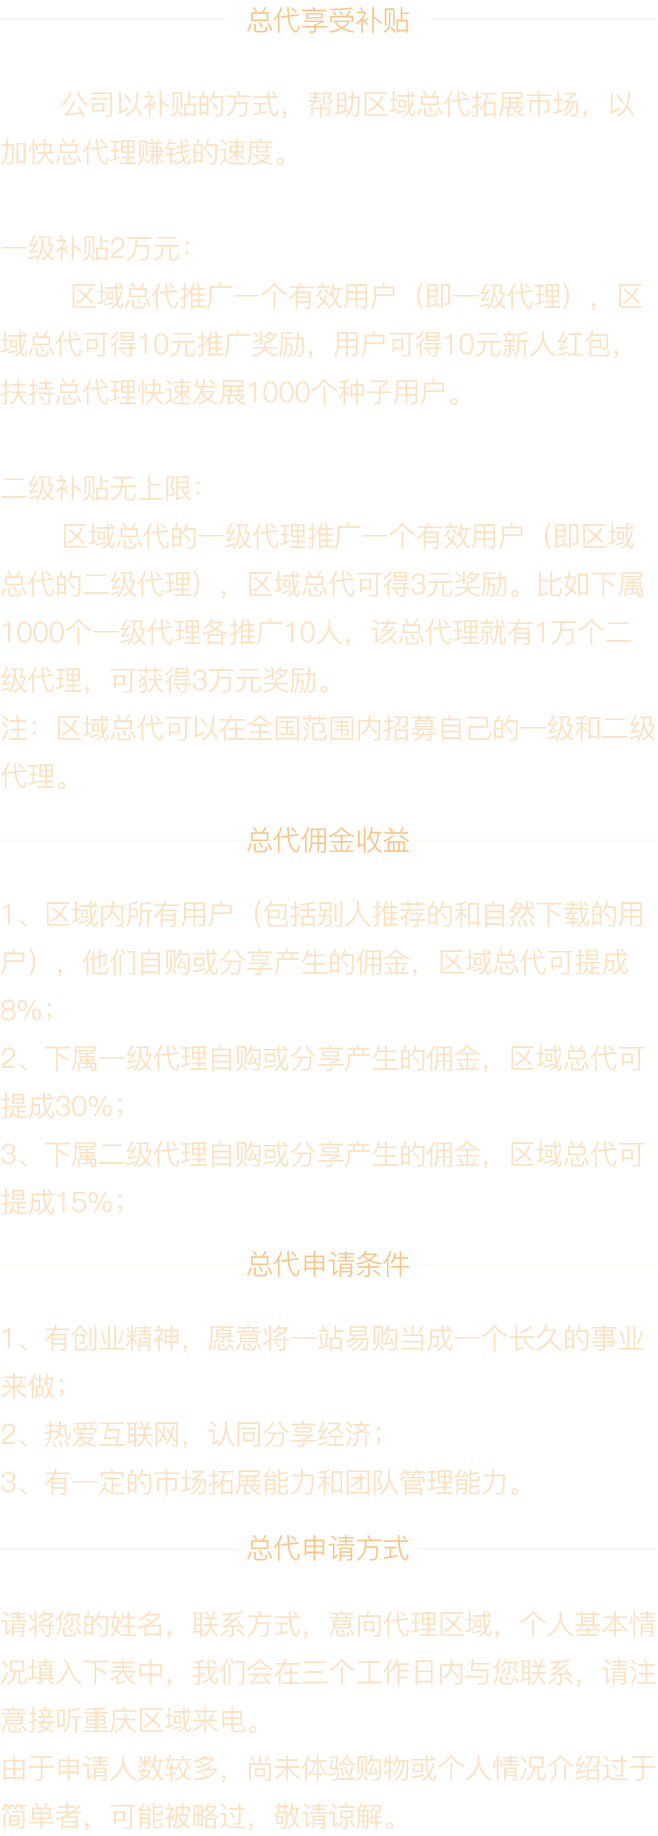 总代享受补贴
公司以补贴的方式，帮助区域总代拓展市场，以
加快总代理赚钱的速度。
一级补贴2万元：
区域总代推广一个有效用户（即一级代理），区
域总代可得10元推广奖励，用户可得10元新人红包，
扶持总代理快速发展1000个种子用户。
二级补贴无上限：
区域总代的一级代理推广一个有效用户（即区域
总代的二级代理），区域总代可得3元奖励。比如下属
1000个一级代理各推广10人，该总代理就有1万个二
级代理，可获得3万元奖励。
注：区域总代可以在全国范围内招募自己的一级和二级
代理。
总代佣金收益
1、区域内所有用户（包括别人推荐的和自然下载的用
户），他们自购或分享产生的佣金，区域总代可提成
8%；
2、下属一级代理自购或分享产生的佣金，区域总代可
提成30%；
3、下属二级代理自购或分享产生的佣金，区域总代可
提成15%；
总代申请条件
1、有创业精神，愿意将一站易购当成一个长久的事业
来做；
2、热爱互联网，认同分享经济；
3、有一定的市场拓展能力和团队管理能力。
总代申请方式
请将您的姓名，联系方式，意向代理区域，个人基本情
况填入下表中，我们会在三个工作日内与您联系，请注
意接听重庆区域来电。
由于申请人数较多，尚未体验购物或个人情况介绍过于
简单者，可能被略过，敬请谅解。